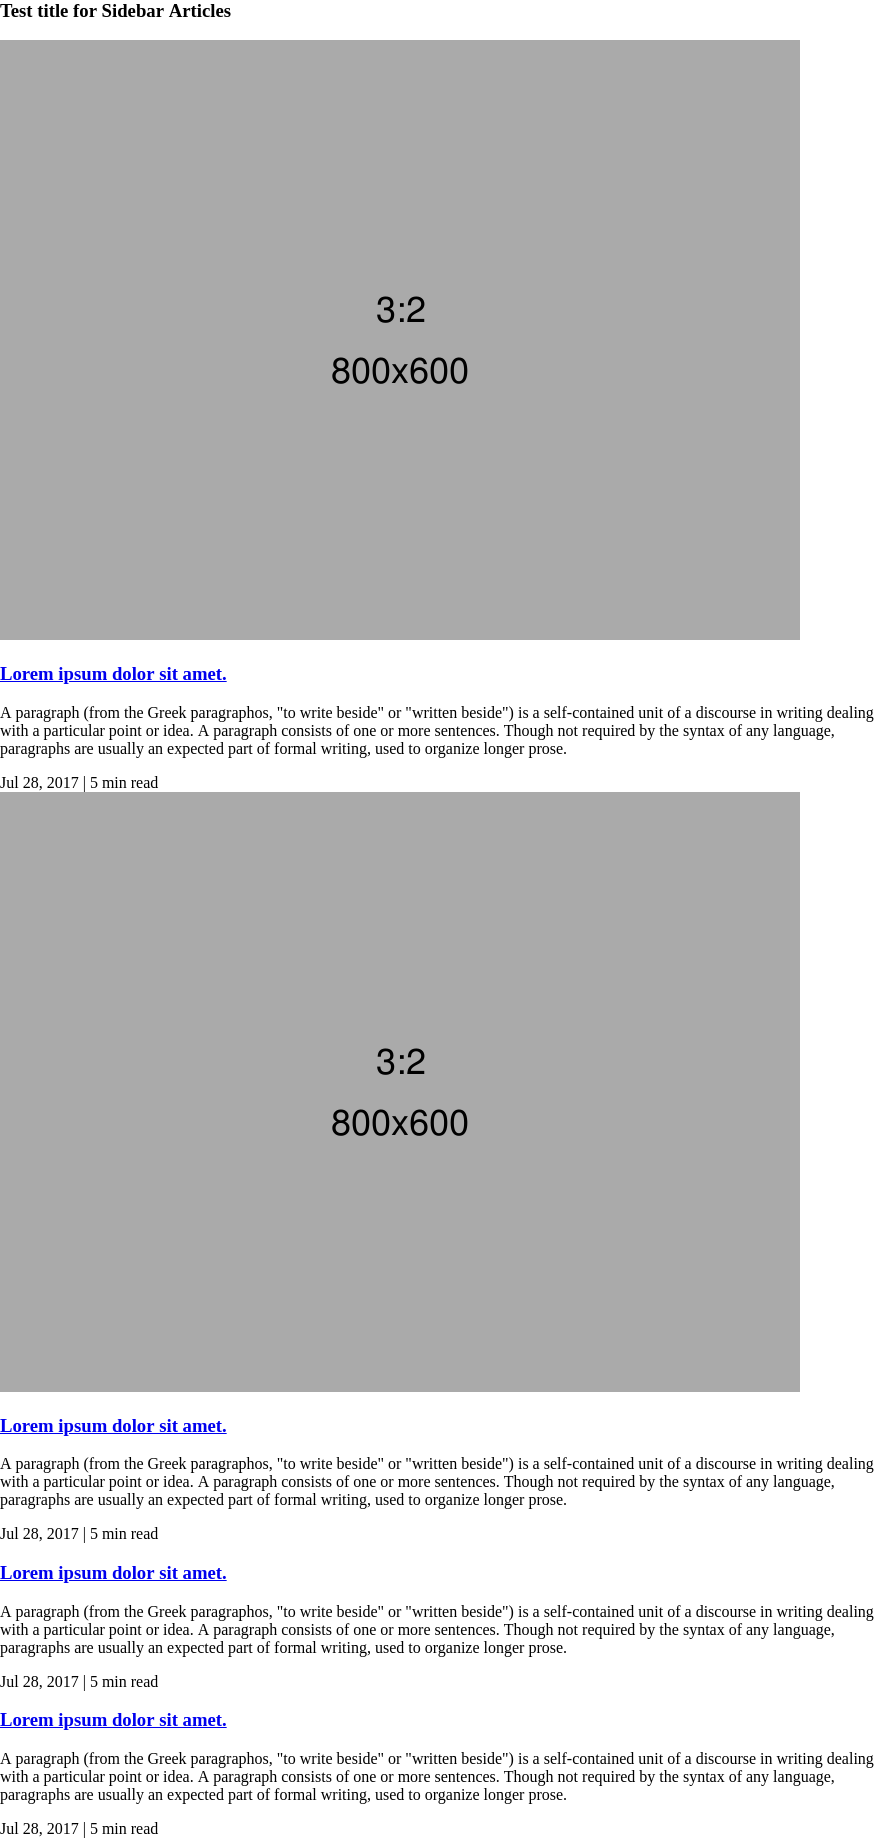 Test title for Sidebar Articles
3:2
800x600
Lorem ipsum dolor sit amet.
A paragraph (from the Greek paragraphos, "to write beside" or "written beside") is a self-contained unit of a discourse in writing dealing
with a particular point or idea. A paragraph consists of one or more sentences. Though not required by the syntax of any language,
paragraphs are usually an expected part of formal writing, used to organize longer prose.
Jul 28, 2017 | 5 min read
3:2
800x600
Lorem ipsum dolor sit amet.
A paragraph (from the Greek paragraphos, "to write beside" or "written beside") is a self-contained unit of a discourse in writing dealing
with a particular point or idea. A paragraph consists of one or more sentences. Though not required by the syntax of any language,
paragraphs are usually an expected part of formal writing, used to organize longer prose.
Jul 28, 2017 | 5 min read
Lorem ipsum dolor sit amet.
A paragraph (from the Greek paragraphos, "to write beside" or "written beside") is a self-contained unit of a discourse in writing dealing
with a particular point or idea. A paragraph consists of one or more sentences. Though not required by the syntax of any language,
paragraphs are usually an expected part of formal writing, used to organize longer prose.
Jul 28, 2017 | 5 min read
Lorem ipsum dolor sit amet.
A paragraph (from the Greek paragraphos, "to write beside" or "written beside") is a self-contained unit of a discourse in writing dealing
with a particular point or idea. A paragraph consists of one or more sentences. Though not required by the syntax of any language,
paragraphs are usually an expected part of formal writing, used to organize longer prose.
Jul 28, 2017 | 5 min read